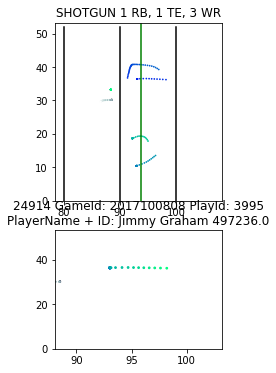 SHOTGUN 1 RB, 1 TE, 3 WR
50
40
30
20
10
0
80 90 100
24914 GameId: 2017100808 PlayId: 3995
PlayerName + ID: Jimmy Graham 497236.0
40
20
0
90 95 100